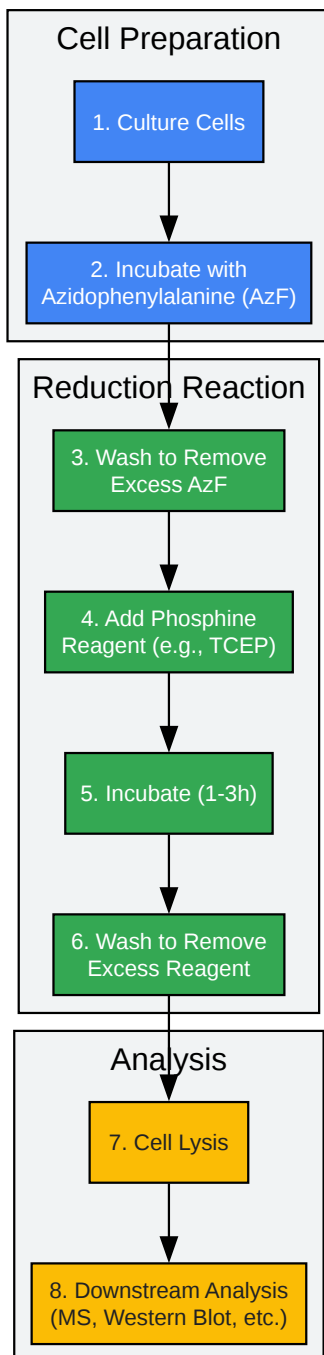 Cell Preparation
1. Culture Cells
2. Incubate with
Azidophenylalanine (AzF)
Reduction Reaction
3. Wash to Remove
Excess AzF
4. Add Phosphine
Reagent (e.g., TCEP)
5. Incubate (1-3h)
6. Wash to Remove
Excess Reagent
Analysis
7. Cell Lysis
8. Downstream Analysis
(MS, Western Blot, etc.)